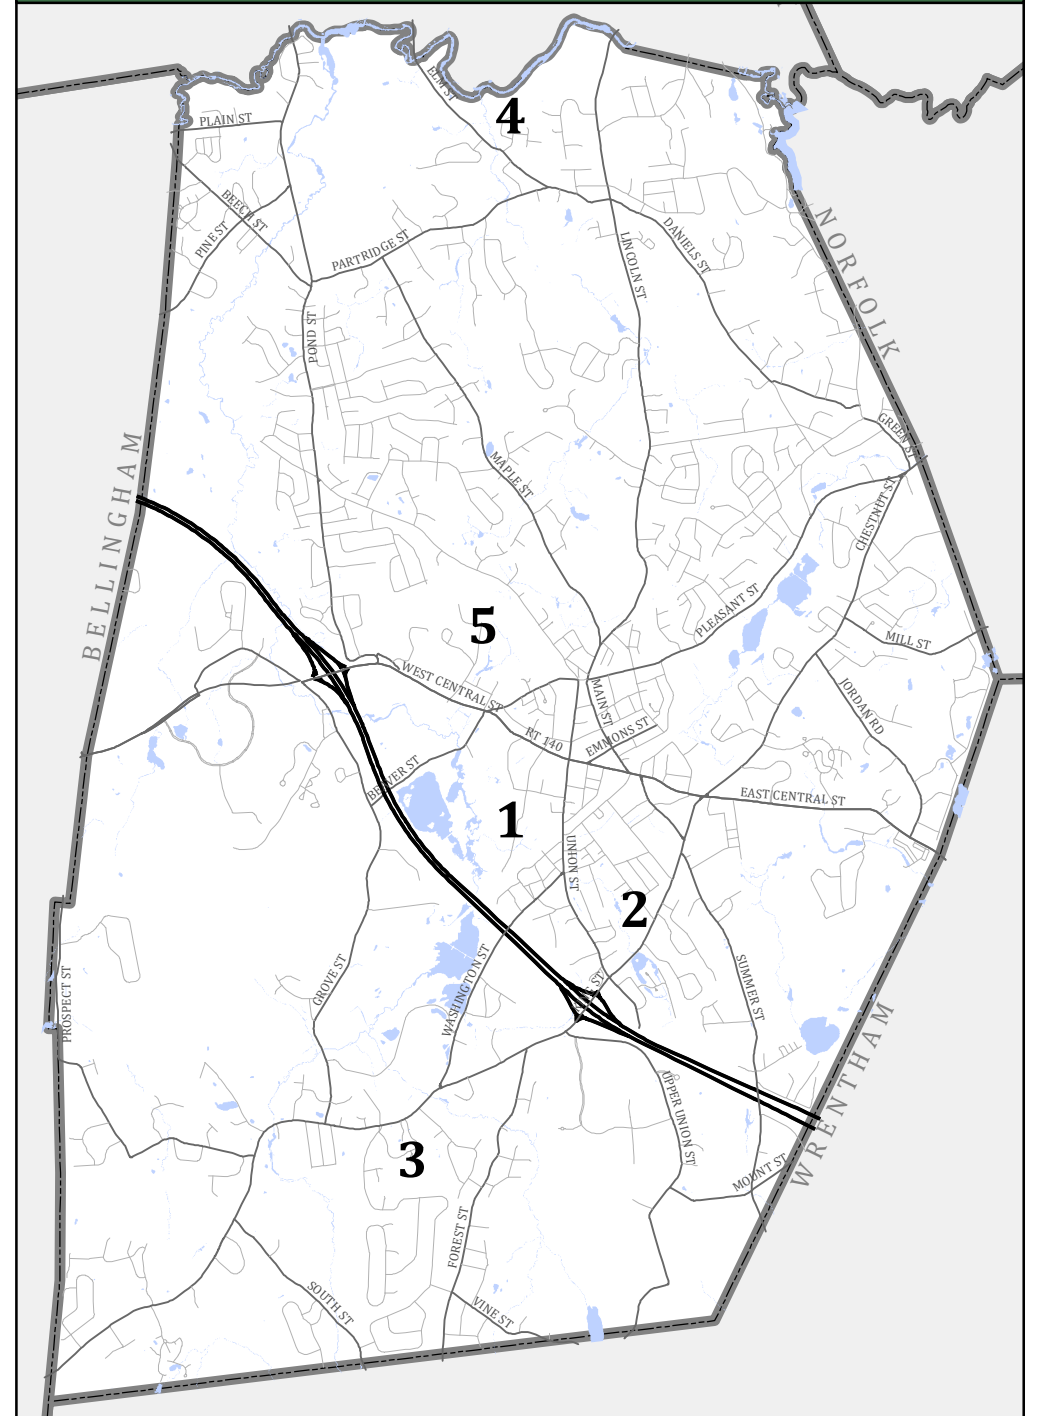 ELM ST
4
PLAIN ST
BEECH ST
PINE ST
PARTRIDGE ST
DANIELS ST
LINCOLN ST
NORFOLK
POND ST
GREEN ST
MAPLE ST
CHESTNUT ST
BELLINGHAM
5
PLEASANT ST
MILL ST
WEST CENTRAL ST
MAIN ST
JORDAN RD
RT 140
EMMONS ST
BEAVER ST
EAST CENTRAL ST
1
UNION ST
2
GROVE ST
WASHINGTON ST
SUMMER ST
PROSPECT ST
WRENTHAM
UPPER UNION ST
3
MOUNT ST
FOREST ST
SOUTH ST
VINE ST